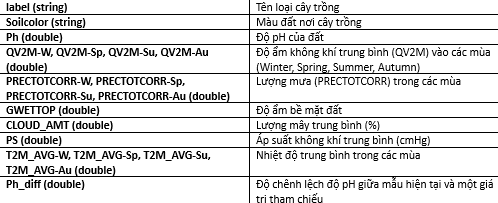 label (string) Tên loại cây trồng
Soilcolor (string) Màu đất nơi cây trồng
Ph (double) Độ pH của đất
QV2M-W, QV2M-Sp, QV2M-Su, QV2M-Au Độ ẩm không khí trung bình (QV2M) vào các mùa
(double) (Winter, Spring, Summer, Autumn)
PRECTOTCORR-W, PRECTOTCORR-Sp, Lượng mưa (PRECTOTCORR) trong các mùa
PRECTOTCORR-Su, PRECTOTCORR-Au (double)
GWETTOP (double) Độ ẩm bề mặt đất
CLOUD_AMT (double) Lượng mây trung bình (%)
PS (double) Áp suất không khí trung bình (cmHg)
T2M_AVG-W, T2M_AVG-Sp, T2M_AVG-Su, Nhiệt độ trung bình trong các mùa
T2M_AVG-Au (double)
Ph_diff (double) Độ chênh lệch độ pH giữa mẫu hiện tại và một giá
trị tham chiếu